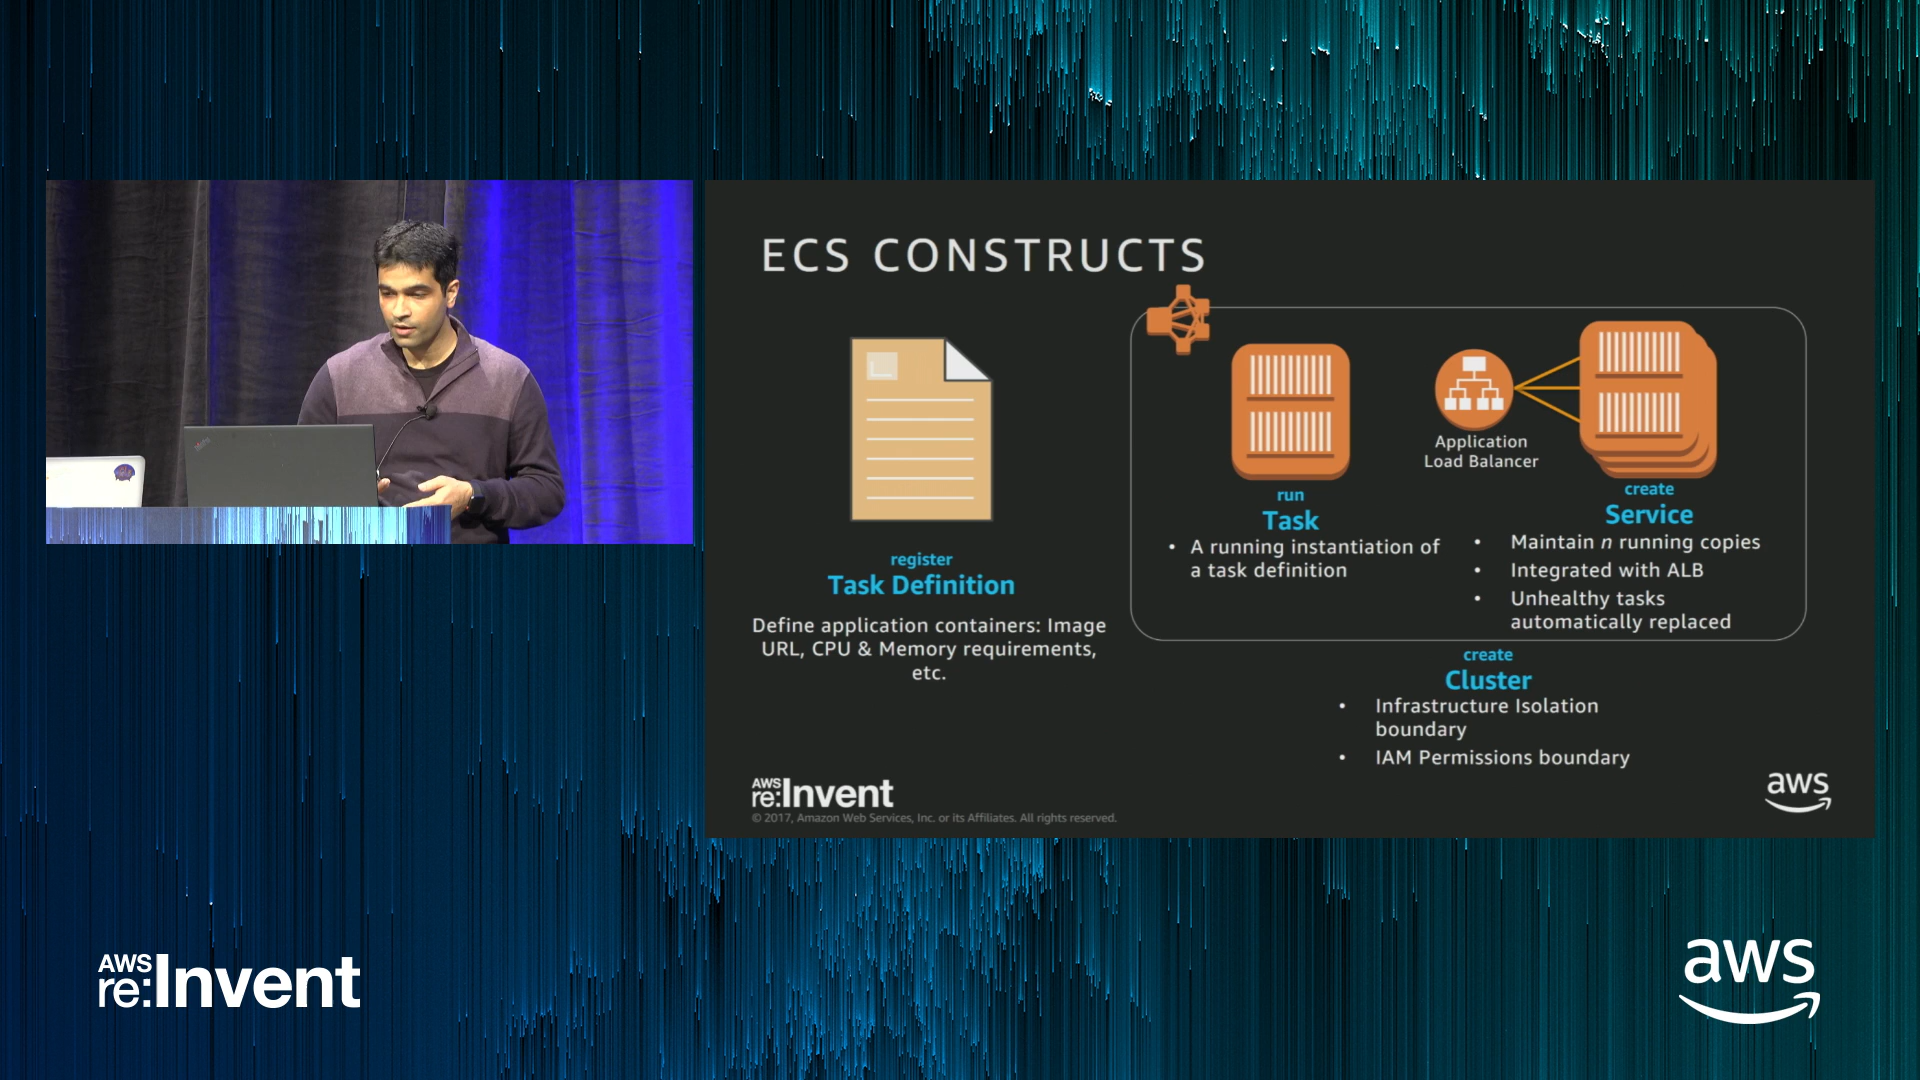 ECS CONSTRUCTS
register
Task Definition
Define application containers: Image
URL, CPU & Memory requirements,
etc.
Application
Load Balancer
run
Task
• A running instantiation of
a task definition
create
Service
• Maintain n running copies
• Integrated with ALB
• Unhealthy tasks
automatically replaced
create
Cluster
• Infrastructure Isolation
boundary
• IAM Permissions boundary
AWS
re:Invent
© 2017, Amazon Web Services, Inc. or its Affiliates. All rights reserved.
aws
AWS
re:Invent
aws